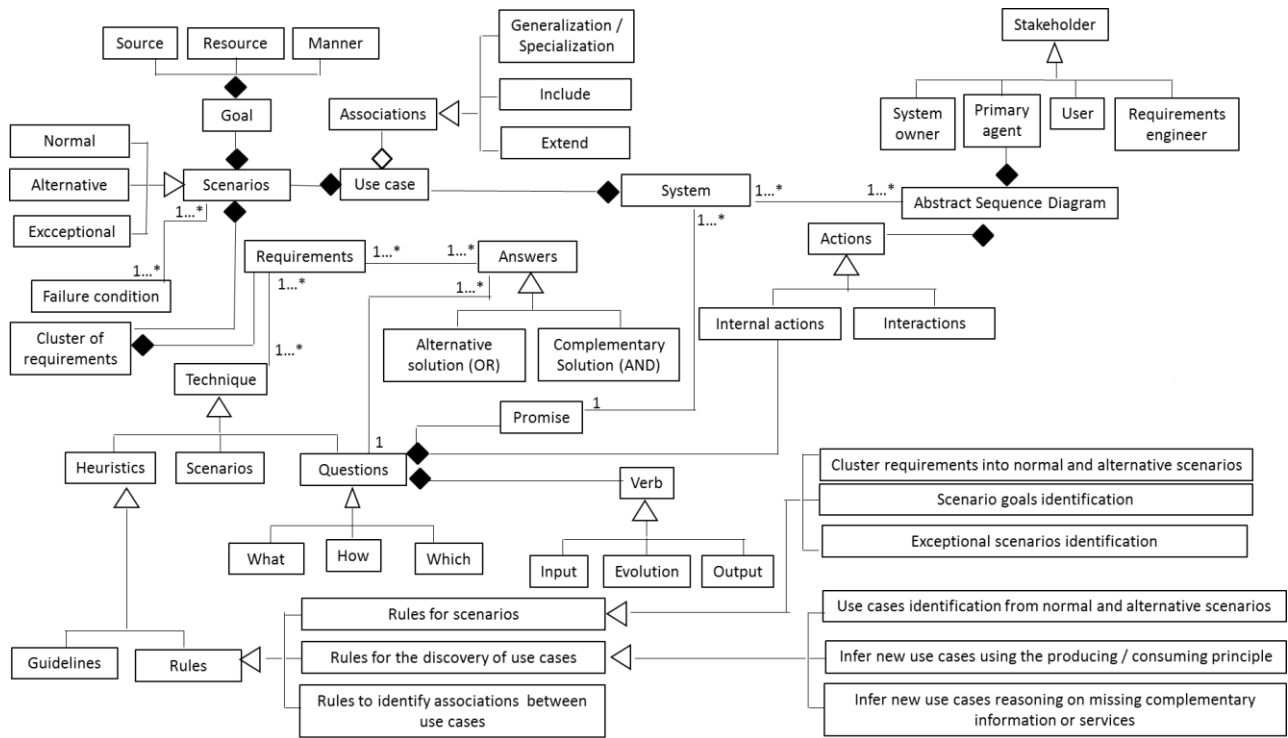 Source
Resource
Manner
Generalization /
Specialization
Stakeholder
Goal
Associations
Include
System
owner
Primary
agent
User
Requirements
engineer
Normal
Extend
Alternative
Scenarios
Use case
System
1...*
1...*
Abstract Sequence Diagram
1...*
1...*
Excceptional
Requirements
1...*
1...*
Answers
Actions
1...*
1...*
1...*
Failure condition
Internal actions
Interactions
Cluster of
requirements
1...*
Alternative
solution (OR)
Complementary
Solution (AND)
Technique
Promise
1
1
Heuristics
Scenarios
Questions
Verb
Cluster requirements into normal and alternative scenarios
Scenario goals identification
Exceptional scenarios identification
What
How
Which
Input
Evolution
Output
Rules for scenarios
Use cases identification from normal and alternative scenarios
Guidelines
Rules
Rules for the discovery of use cases
Infer new use cases using the producing / consuming principle
Rules to identify associations between
use cases
Infer new use cases reasoning on missing complementary
information or services